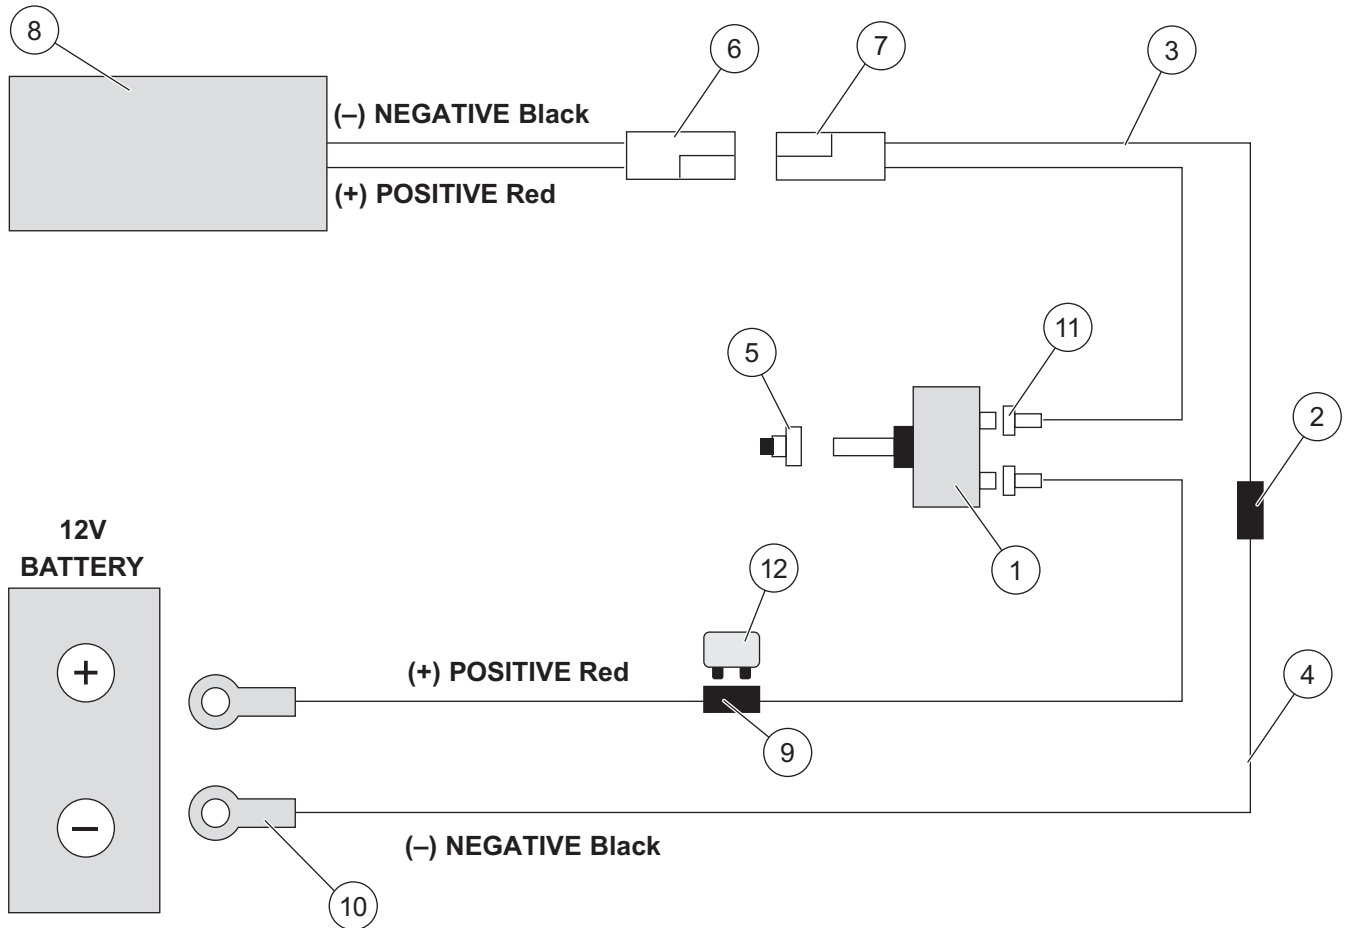 8
6
7
3
(–) NEGATIVE Black
(+) POSITIVE Red
11
5
2
1
12V
BATTERY
12
+
(+) POSITIVE Red
4
9
–
(–) NEGATIVE Black
10